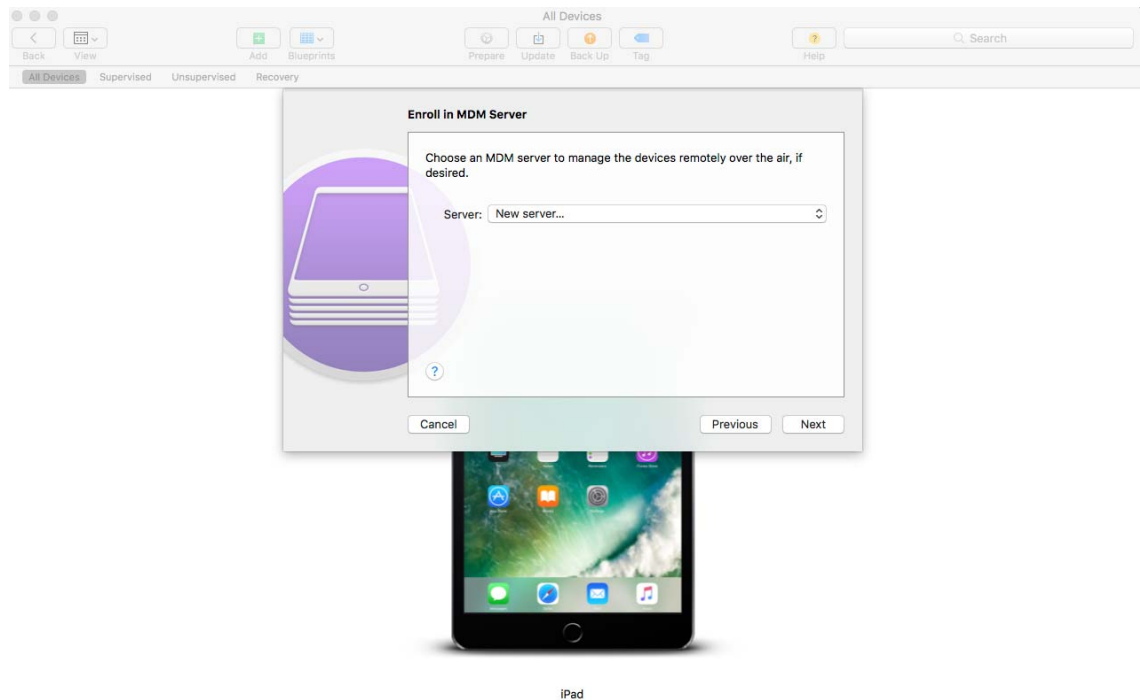 All Devices
Back View Add Blueprints Prepare Update Back Up Tag ? Help Search
All Devices Supervised Unsupervised Recovery
Enroll in MDM Server
Choose an MDM server to manage the devices remotely over the air, if
desired.
Server: New server...
?
Cancel Previous Next
iPad